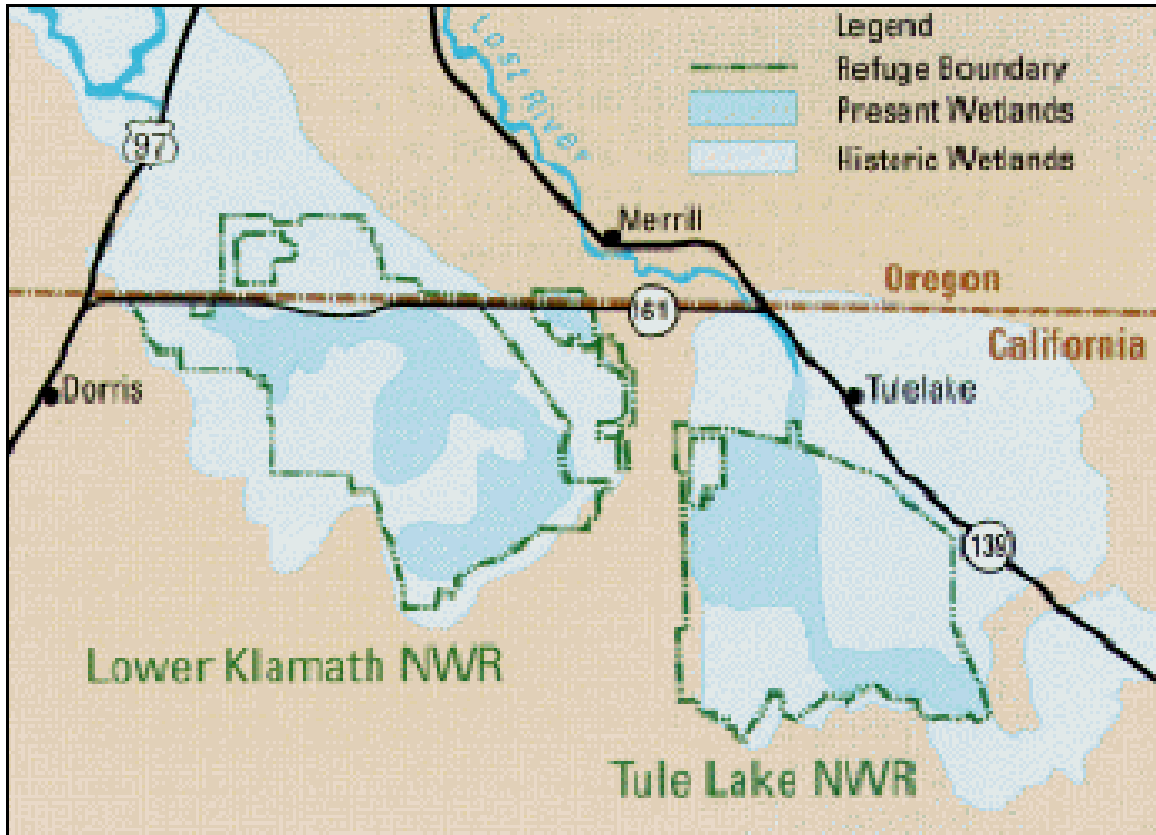 Legend
Refuge Boundary
Present Wetlands
Historic Wetlands
Lost River
97
Merrill
Oregon
161
California
Dorris
Tulelake
139
Lower Klamath NWR
Tule Lake NWR